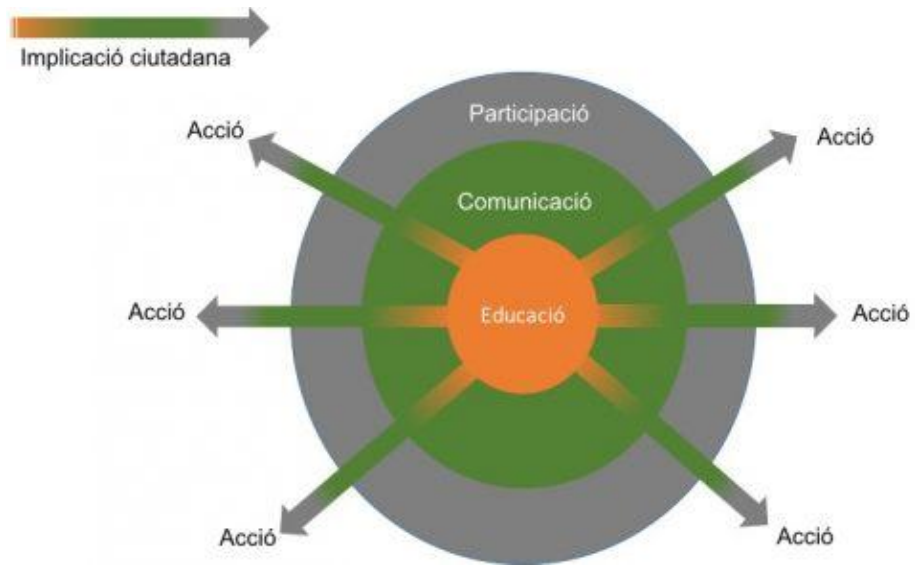 Implicació ciutadana
Participació
Acció
Acció
Comunicació
Acció
Educació
Acció
Acció
Acció